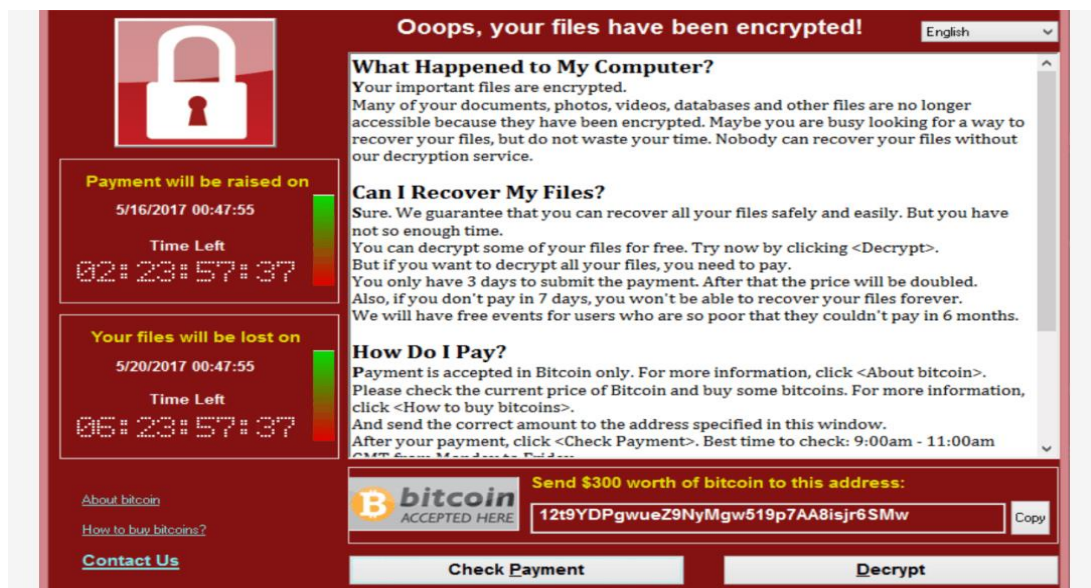 Ooops, your files have been encrypted!
English
What Happened to My Computer?
Your important files are encrypted.
Many of your documents, photos, videos, databases and other files are no longer
accessible because they have been encrypted. Maybe you are busy looking for a way to
recover your files, but do not waste your time. Nobody can recover your files without
our decryption service.
Can I Recover My Files?
Sure. We guarantee that you can recover all your files safely and easily. But you have
not so enough time.
You can decrypt some of your files for free. Try now by clicking <Decrypt>.
But if you want to decrypt all your files, you need to pay.
You only have 3 days to submit the payment. After that the price will be doubled.
Also, if you don't pay in 7 days, you won't be able to recover your files forever.
We will have free events for users who are so poor that they couldn't pay in 6 months.
How Do I Pay?
Payment is accepted in Bitcoin only. For more information, click <About bitcoin>.
Please check the current price of Bitcoin and buy some bitcoins. For more information,
click <How to buy bitcoins>.
And send the correct amount to the address specified in this window.
After your payment, click <Check Payment>. Best time to check: 9:00am - 11:00am
GMT from Monday to Friday
Payment will be raised on
5/16/2017 00:47:55
Time Left
02:23:57:37
Your files will be lost on
5/20/2017 00:47:55
Time Left
06:23:57:37
About bitcoin
How to buy bitcoins?
Contact Us
bitcoin
ACCEPTED HERE
Send $300 worth of bitcoin to this address:
12t9YDPgwueZ9NyMgw519p7AA8isjr6SMw
Copy
Check Payment
Decrypt